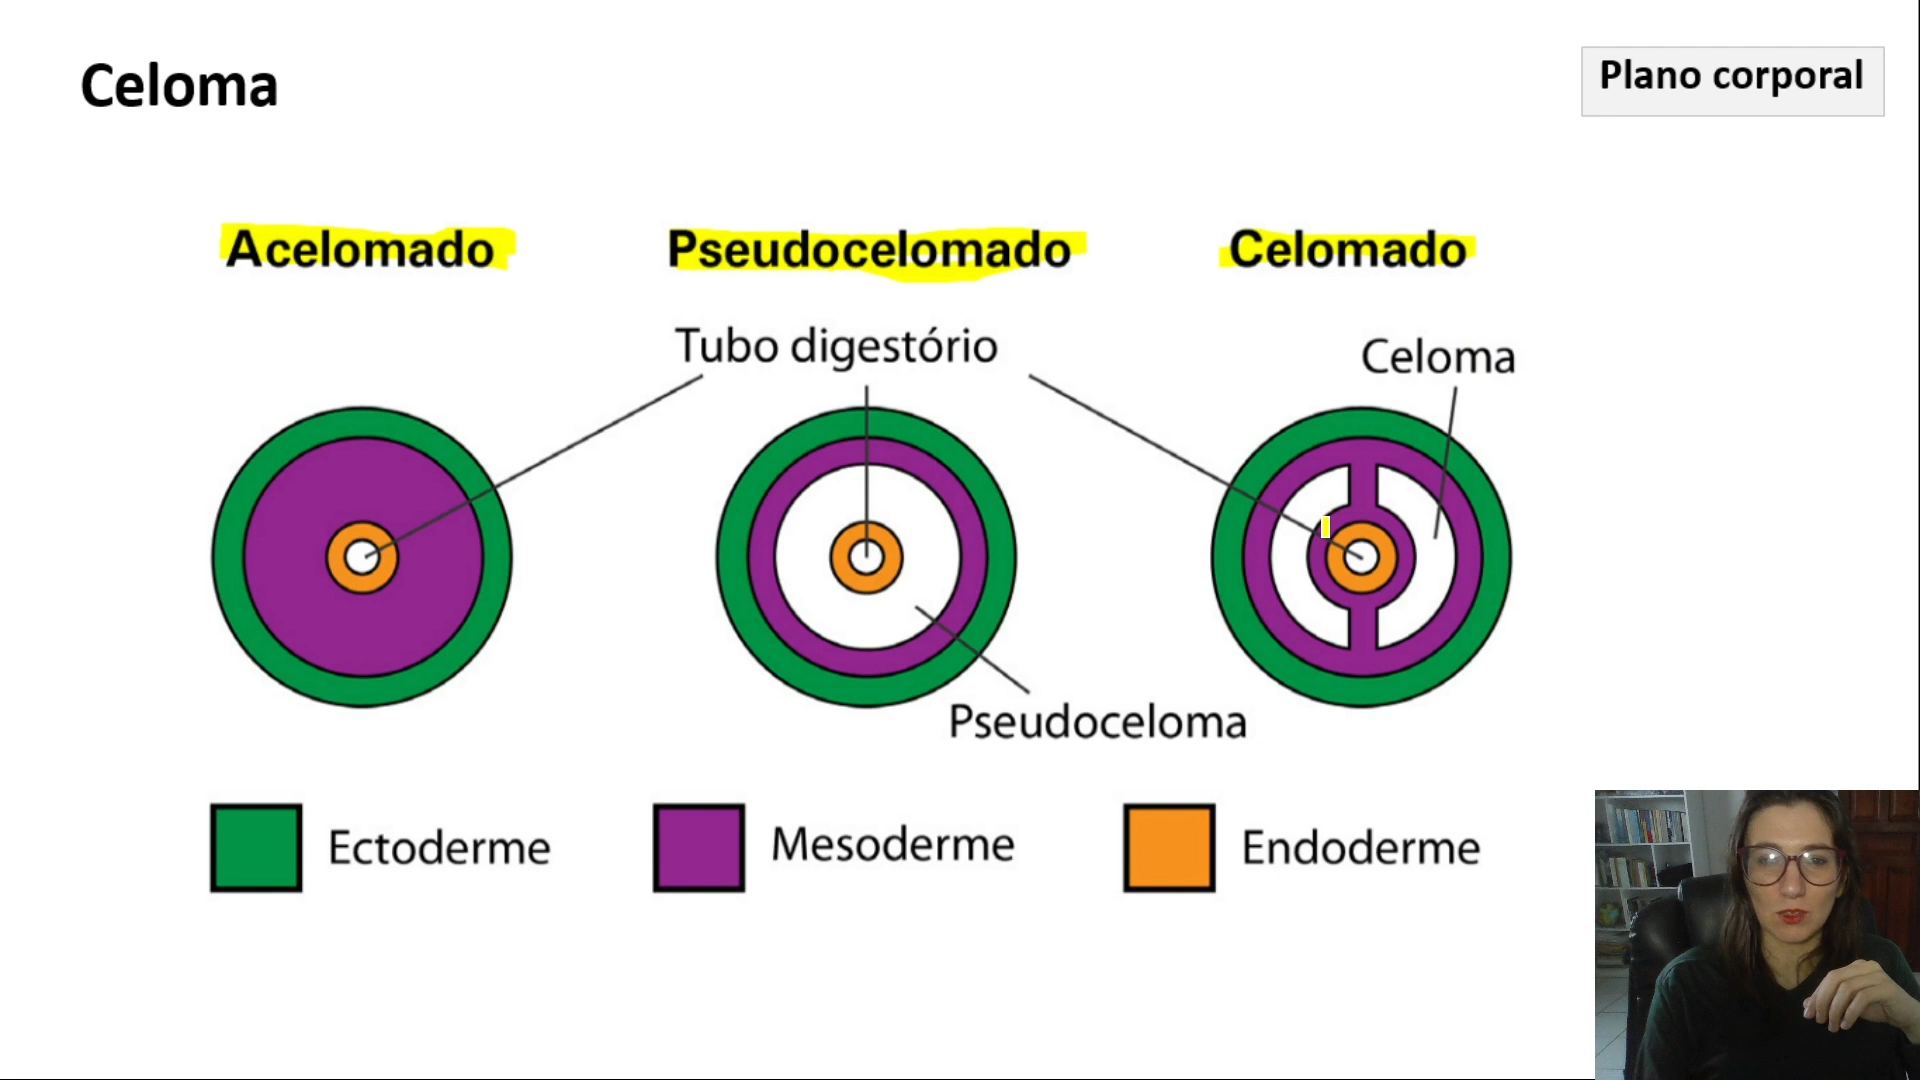 Celoma
Plano corporal
Acelomado
Pseudocelomado
Celomado
Tubo digestório
Celoma
Pseudoceloma
Ectoderme
Mesoderme
Endoderme